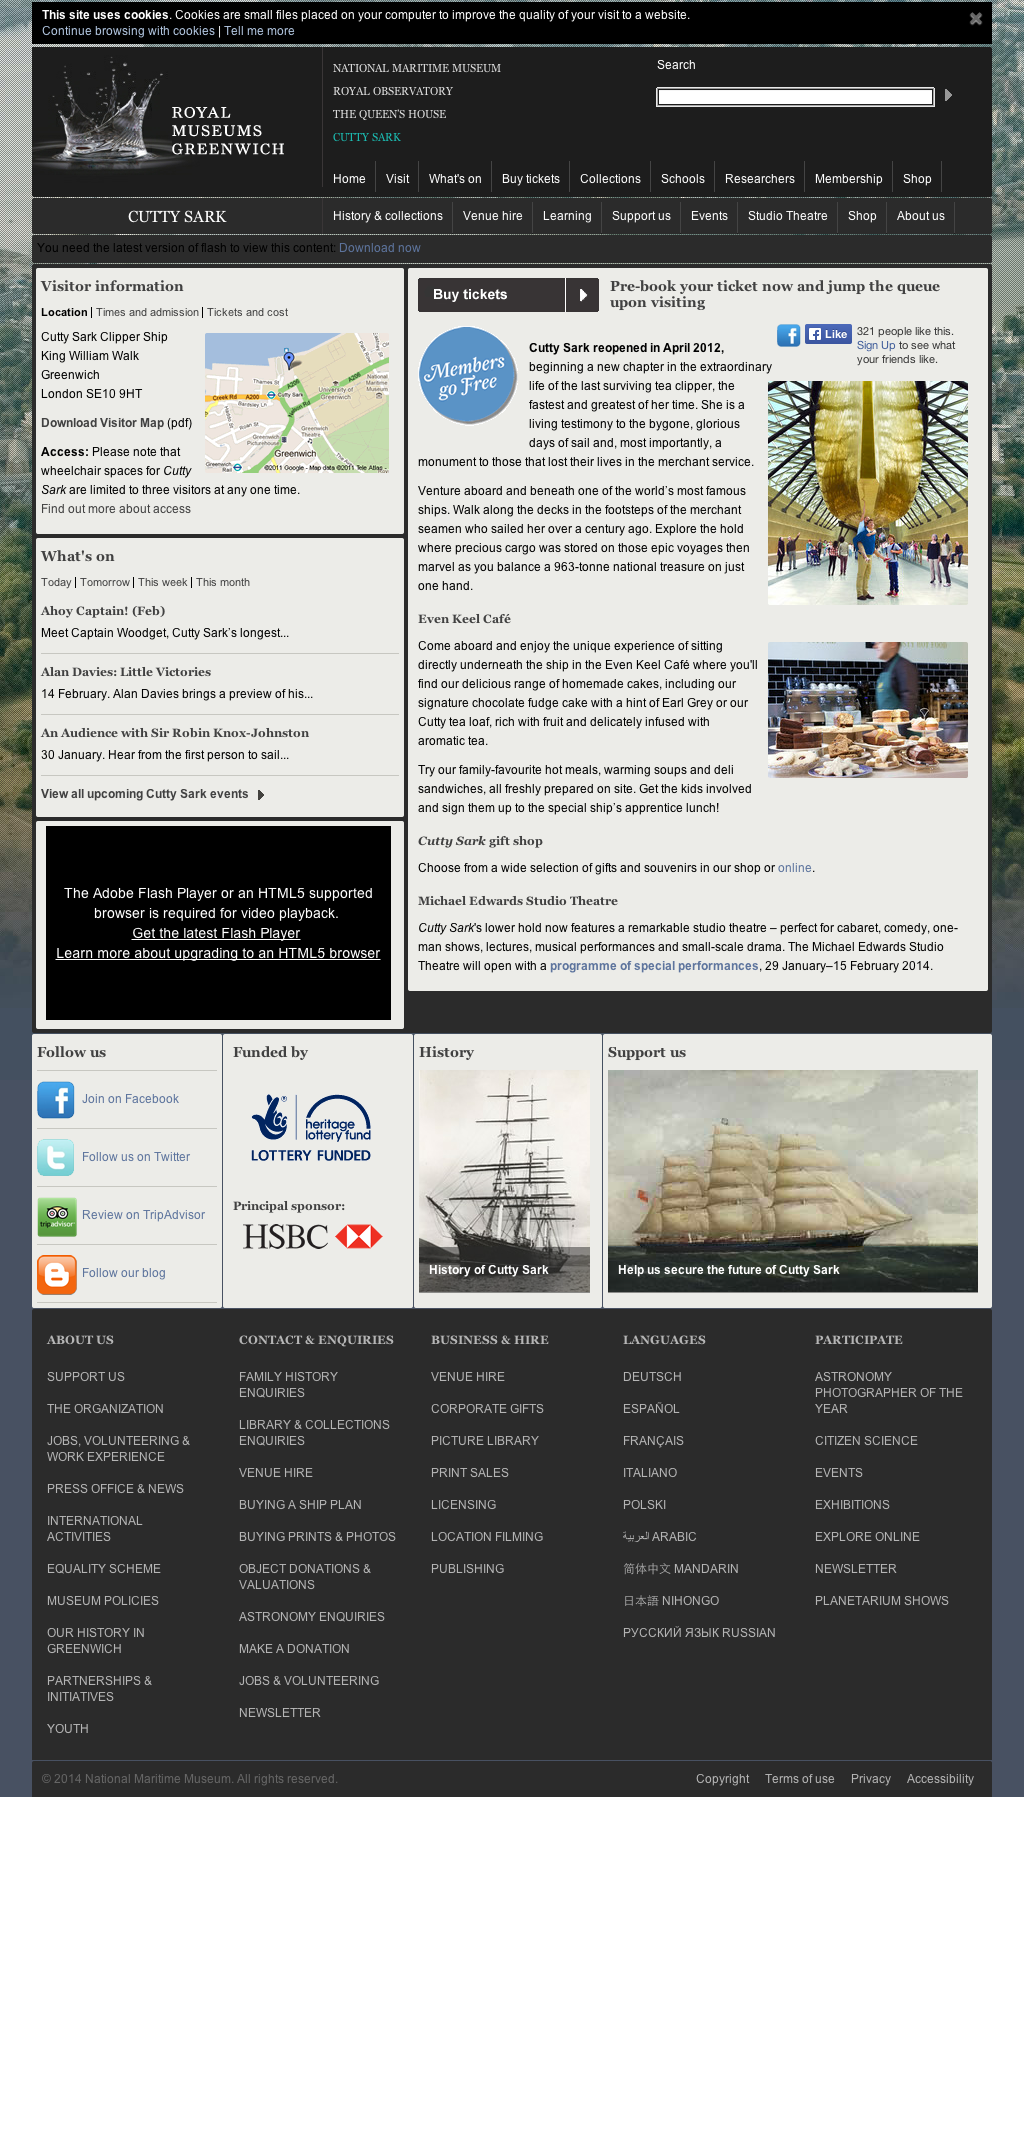 This site uses cookies. Cookies are small files placed on your computer to improve the quality of your visit to a website.
Continue browsing with cookies | Tell me more
ROYAL
MUSEUMS
GREENWICH
NATIONAL MARITIME MUSEUM
ROYAL OBSERVATORY
THE QUEEN'S HOUSE
CUTTY SARK
Search
Home Visit What's on Buy tickets Collections Schools Researchers Membership Shop
CUTTY SARK
History & collections Venue hire Learning Support us Events Studio Theatre Shop About us
You need the latest version of flash to view this content: Download now
Visitor information
Location | Times and admission | Tickets and cost
Cutty Sark Clipper Ship
King William Walk
Greenwich
London SE10 9HT
Download Visitor Map (pdf)
Access: Please note that
wheelchair spaces for Cutty
Sark are limited to three visitors at any one time.
Find out more about access
Thames St
A206
Creek Rd A200
Bardsley Ln
Cutty Sark
University of Greenwich
National Maritime Museum
Roan St
Greenwich Picturehouse
Greenwich Theatre
Greenwich
Greenwich Rail
©2011 Google - Map data ©2011 Tele Atlas -
What's on
Today | Tomorrow | This week | This month
Ahoy Captain! (Feb)
Meet Captain Woodget, Cutty Sark’s longest...
Alan Davies: Little Victories
14 February. Alan Davies brings a preview of his...
An Audience with Sir Robin Knox-Johnston
30 January. Hear from the first person to sail...
View all upcoming Cutty Sark events
The Adobe Flash Player or an HTML5 supported
browser is required for video playback.
Get the latest Flash Player
Learn more about upgrading to an HTML5 browser
Buy tickets
Pre-book your ticket now and jump the queue
upon visiting
Members
go Free
Like
321 people like this.
Sign Up to see what
your friends like.
Cutty Sark reopened in April 2012,
beginning a new chapter in the extraordinary
life of the last surviving tea clipper, the
fastest and greatest of her time. She is a
living testimony to the bygone, glorious
days of sail and, most importantly, a
monument to those that lost their lives in the merchant service.
Venture aboard and beneath one of the world’s most famous
ships. Walk along the decks in the footsteps of the merchant
seamen who sailed her over a century ago. Explore the hold
where precious cargo was stored on those epic voyages then
marvel as you balance a 963-tonne national treasure on just
one hand.
Even Keel Café
Come aboard and enjoy the unique experience of sitting
directly underneath the ship in the Even Keel Café where you'll
find our delicious range of homemade cakes, including our
signature chocolate fudge cake with a hint of Earl Grey or our
Cutty tea loaf, rich with fruit and delicately infused with
aromatic tea.
Try our family-favourite hot meals, warming soups and deli
sandwiches, all freshly prepared on site. Get the kids involved
and sign them up to the special ship’s apprentice lunch!
Cutty Sark gift shop
Choose from a wide selection of gifts and souvenirs in our shop or online.
Michael Edwards Studio Theatre
Cutty Sark's lower hold now features a remarkable studio theatre – perfect for cabaret, comedy, one-
man shows, lectures, musical performances and small-scale drama. The Michael Edwards Studio
Theatre will open with a programme of special performances, 29 January–15 February 2014.
Follow us
Join on Facebook
Follow us on Twitter
tripadvisor
Review on TripAdvisor
Follow our blog
Funded by
heritage
lottery fund
LOTTERY FUNDED
Principal sponsor:
HSBC
History
History of Cutty Sark
Support us
Help us secure the future of Cutty Sark
ABOUT US
SUPPORT US
THE ORGANIZATION
JOBS, VOLUNTEERING &
WORK EXPERIENCE
PRESS OFFICE & NEWS
INTERNATIONAL
ACTIVITIES
EQUALITY SCHEME
MUSEUM POLICIES
OUR HISTORY IN
GREENWICH
PARTNERSHIPS &
INITIATIVES
YOUTH
CONTACT & ENQUIRIES
FAMILY HISTORY
ENQUIRIES
LIBRARY & COLLECTIONS
ENQUIRIES
VENUE HIRE
BUYING A SHIP PLAN
BUYING PRINTS & PHOTOS
OBJECT DONATIONS &
VALUATIONS
ASTRONOMY ENQUIRIES
MAKE A DONATION
JOBS & VOLUNTEERING
NEWSLETTER
BUSINESS & HIRE
VENUE HIRE
CORPORATE GIFTS
PICTURE LIBRARY
PRINT SALES
LICENSING
LOCATION FILMING
PUBLISHING
LANGUAGES
DEUTSCH
ESPAÑOL
FRANÇAIS
ITALIANO
POLSKI
العربية ARABIC
简体中文 MANDARIN
日本語 NIHONGO
РУССКИЙ ЯЗЫК RUSSIAN
PARTICIPATE
ASTRONOMY
PHOTOGRAPHER OF THE
YEAR
CITIZEN SCIENCE
EVENTS
EXHIBITIONS
EXPLORE ONLINE
NEWSLETTER
PLANETARIUM SHOWS
© 2014 National Maritime Museum. All rights reserved.
Copyright Terms of use Privacy Accessibility